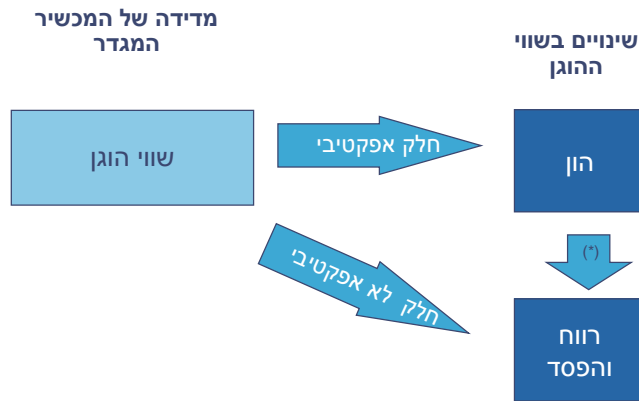 מדידה של המכשיר
המגדר
שינויים בשווי
ההוגן
שווי הוגן
חלק אפקטיבי
הון
(*)
חלק לא אפקטיבי
רווח
והפסד